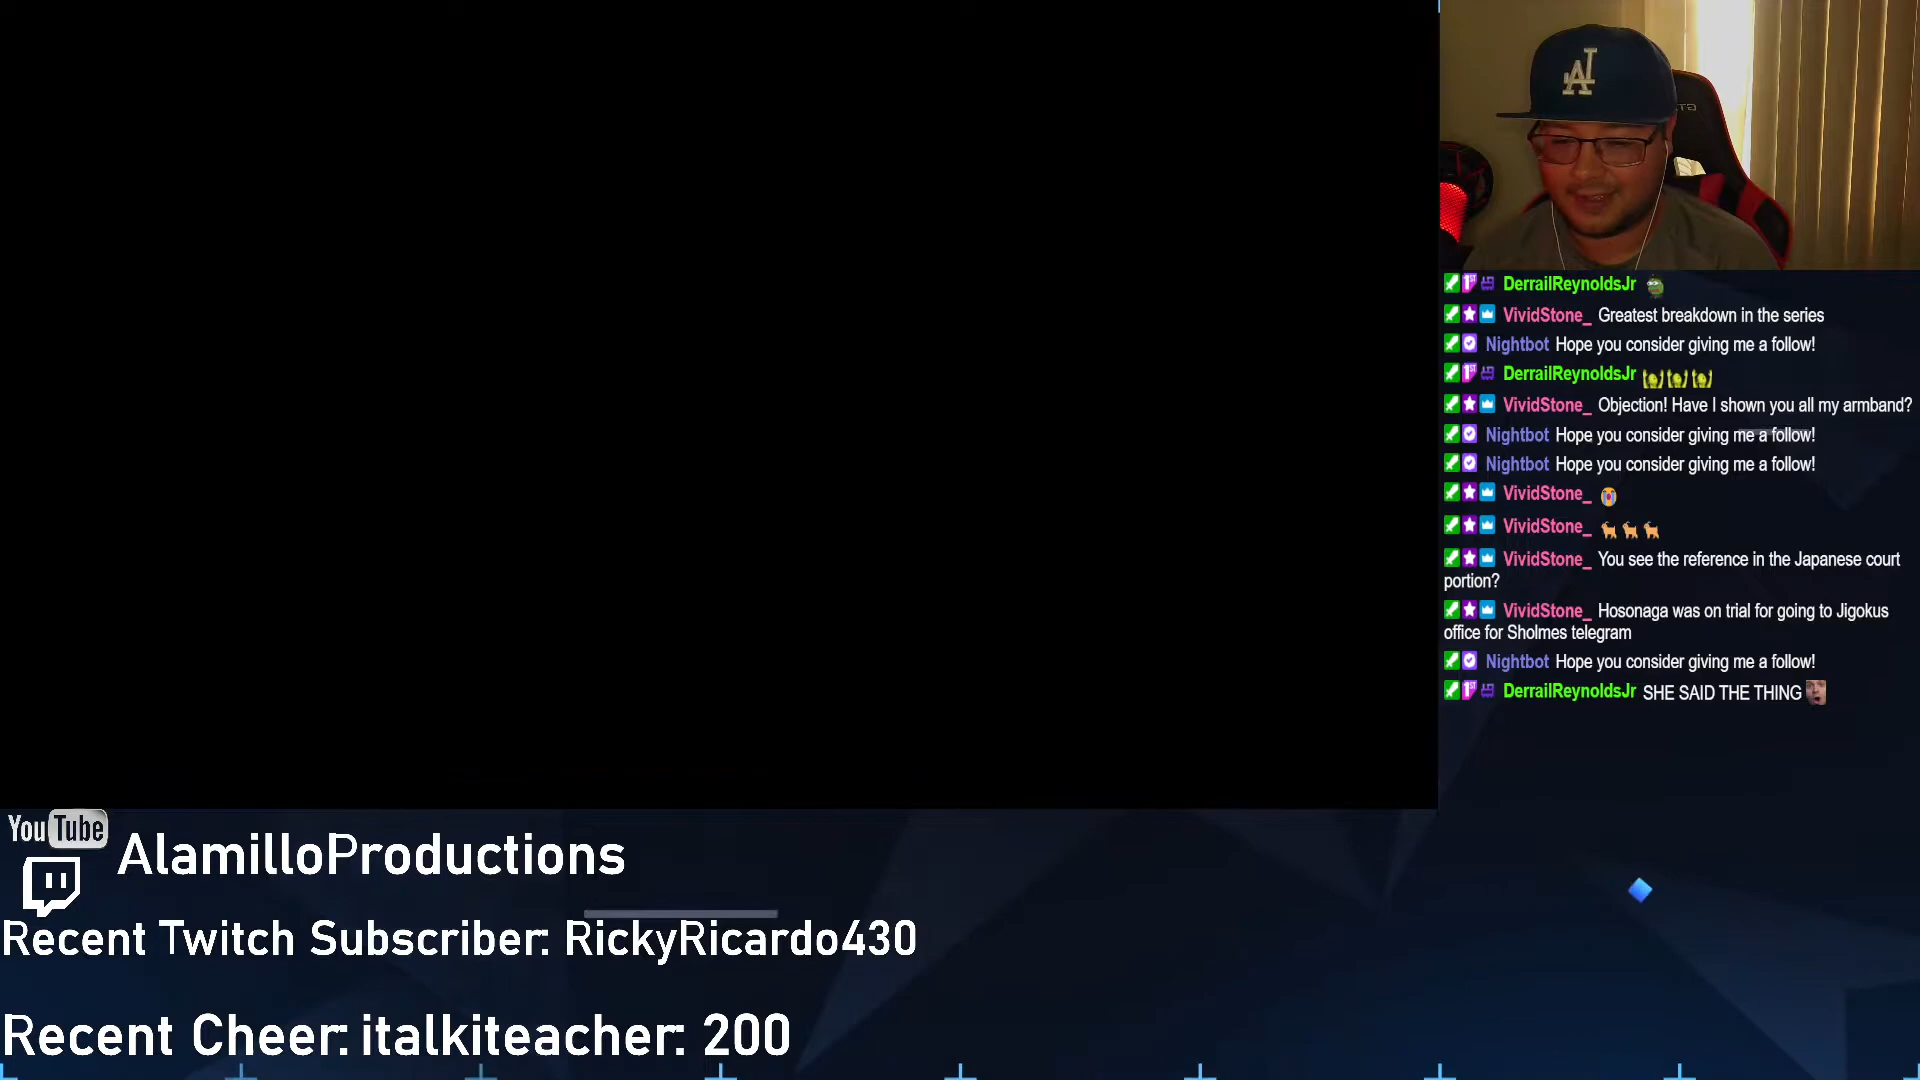 DerrailReynoldsJr
VividStone_ Greatest breakdown in the series
Nightbot Hope you consider giving me a follow!
DerrailReynoldsJr
VividStone_ Objection! Have I shown you all my armband?
Nightbot Hope you consider giving me a follow!
Nightbot Hope you consider giving me a follow!
VividStone_
VividStone_
VividStone_ You see the reference in the Japanese court
portion?
VividStone_ Hosonaga was on trial for going to Jigokus
office for Sholmes telegram
Nightbot Hope you consider giving me a follow!
DerrailReynoldsJr SHE SAID THE THING
YouTube
AlamilloProductions
Recent Twitch Subscriber: RickyRicardo430
Recent Cheer: italkiteacher: 200